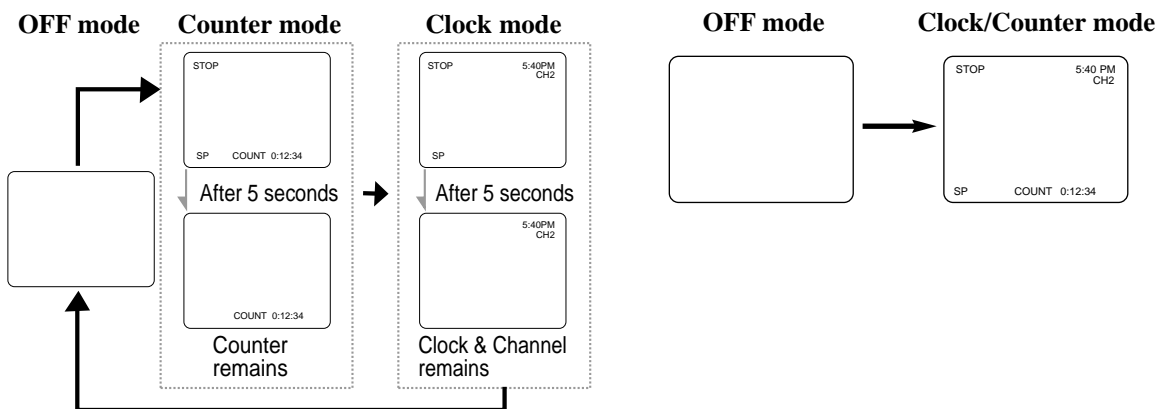 OFF mode
Counter mode
Clock mode
STOP
SP COUNT 0:12:34
After 5 seconds
COUNT 0:12:34
Counter
remains
STOP 5:40PM
CH2
SP
After 5 seconds
5:40PM
CH2
Clock & Channel
remains
OFF mode
Clock/Counter mode
STOP 5:40 PM
CH2
SP COUNT 0:12:34